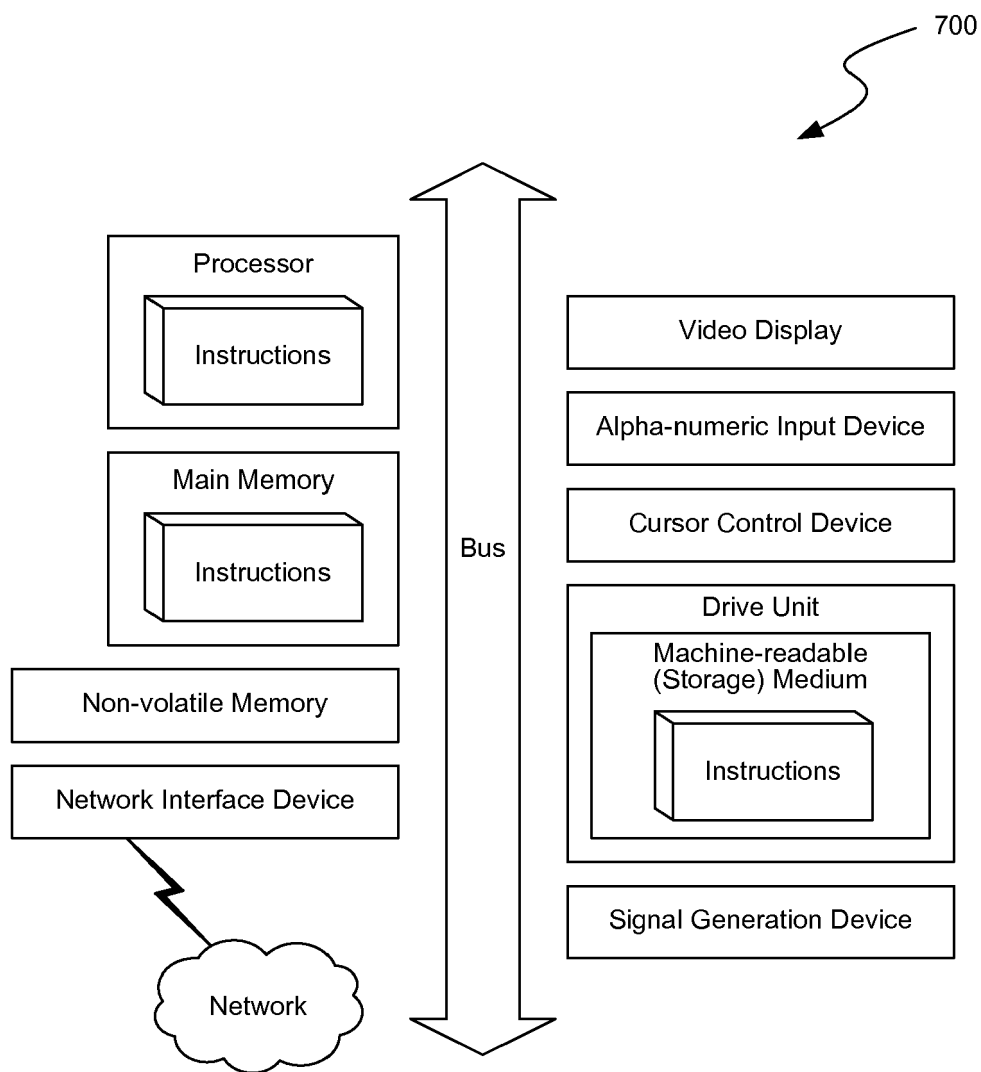 700
Processor
Instructions
Main Memory
Instructions
Non-volatile Memory
Network Interface Device
Network
Bus
Video Display
Alpha-numeric Input Device
Cursor Control Device
Drive Unit
Machine-readable
(Storage) Medium
Instructions
Signal Generation Device